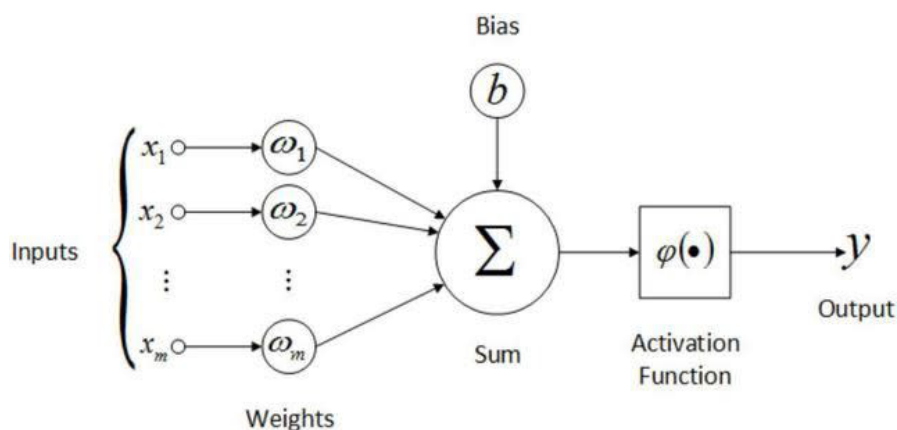 Bias
b
x₁ ω₁
x₂ ω₂
Inputs
⋮ ⋮
Σ
φ(•)
y
Output
xₘ ωₘ
Sum
Activation
Function
Weights